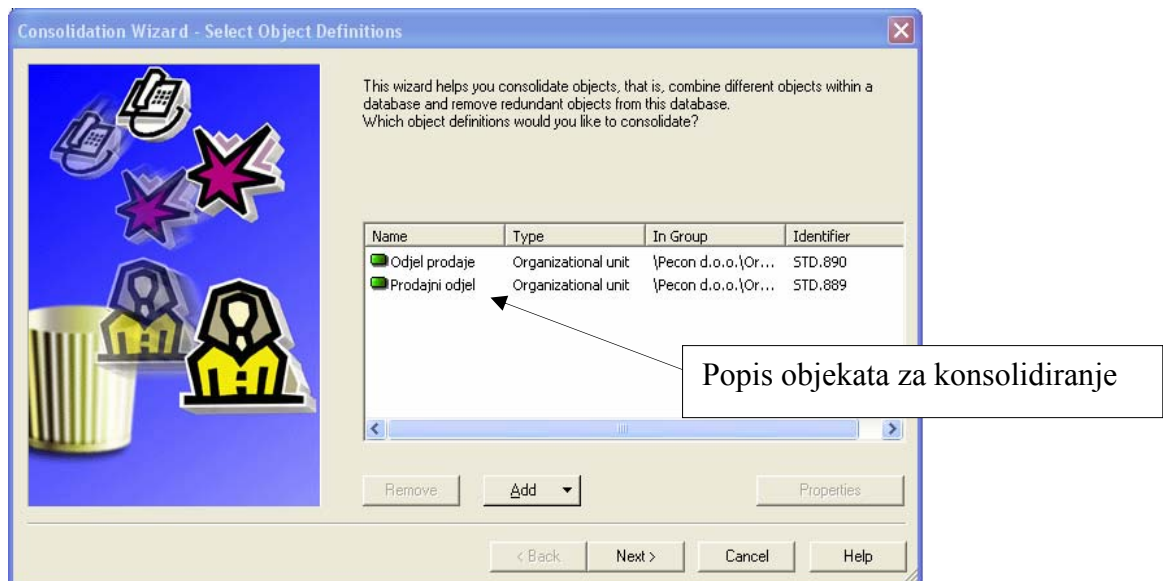 Consolidation Wizard - Select Object Definitions
This wizard helps you consolidate objects, that is, combine different objects within a
database and remove redundant objects from this database.
Which object definitions would you like to consolidate?
Name Type In Group Identifier
Odjel prodaje Organizational unit \Pecon d.o.o.\Or... STD.890
Prodajni odjel Organizational unit \Pecon d.o.o.\Or... STD.889
Popis objekata za konsolidiranje
Remove Add Properties
< Back Next > Cancel Help